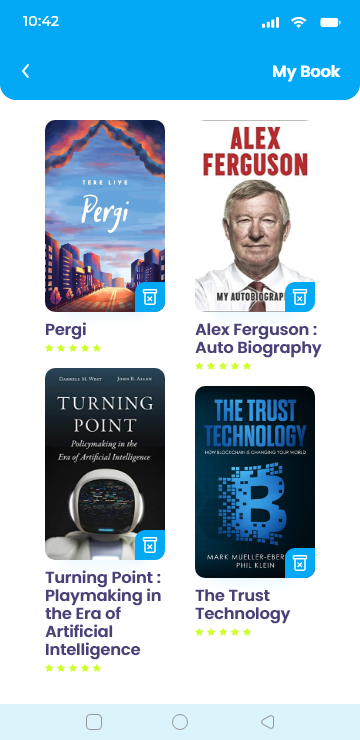 10:42
My Book
TERE LIYE
Pergi
Pergi
ALEX
FERGUSON
MY AUTOBIOGRAP
Alex Ferguson :
Auto Biography
Darrell M. West John R. Allen
TURNING
POINT
Policymaking in the
Era of Artificial Intelligence
Turning Point :
Playmaking in
the Era of
Artificial
Intelligence
THE TRUST
TECHNOLOGY
HOW BLOCKCHAIN IS CHANGING YOUR WORLD
MARK MUELLER-EBER
PHIL KLEIN
The Trust
Technology